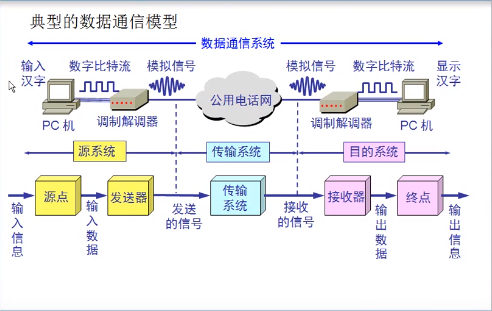 典型的数据通信模型
数据通信系统
输入
汉字
数字比特流
模拟信号
公用电话网
模拟信号
数字比特流
显示
汉字
PC 机
调制解调器
调制解调器
PC 机
源系统
传输系统
目的系统
源点
发送器
传输
系统
接收器
终点
输入信息
输入数据
发送
的信号
接收
的信号
输出数据
输出信息